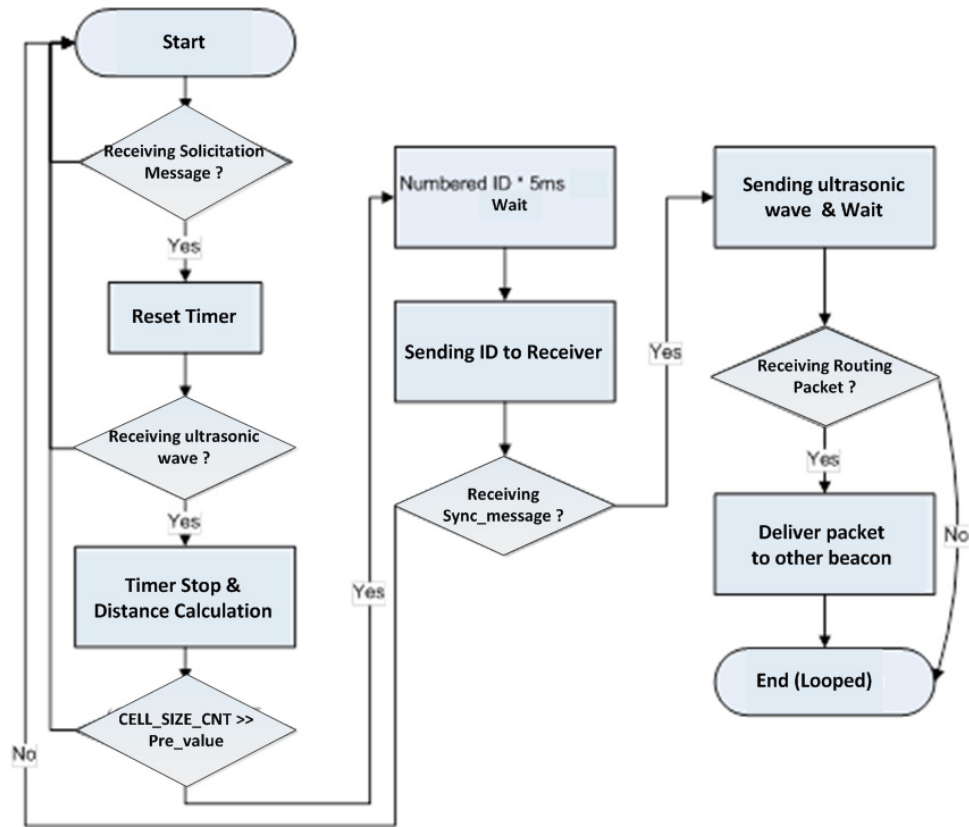 Start
Receiving Solicitation
Message ?
Yes
Reset Timer
Receiving ultrasonic
wave ?
Yes
Timer Stop &
Distance Calculation
CELL_SIZE_CNT >>
Pre_value
No
Yes
Numbered ID * 5ms
Wait
Sending ID to Receiver
Receiving
Sync_message ?
Yes
Sending ultrasonic
wave & Wait
Receiving Routing
Packet ?
Yes
No
Deliver packet
to other beacon
End (Looped)